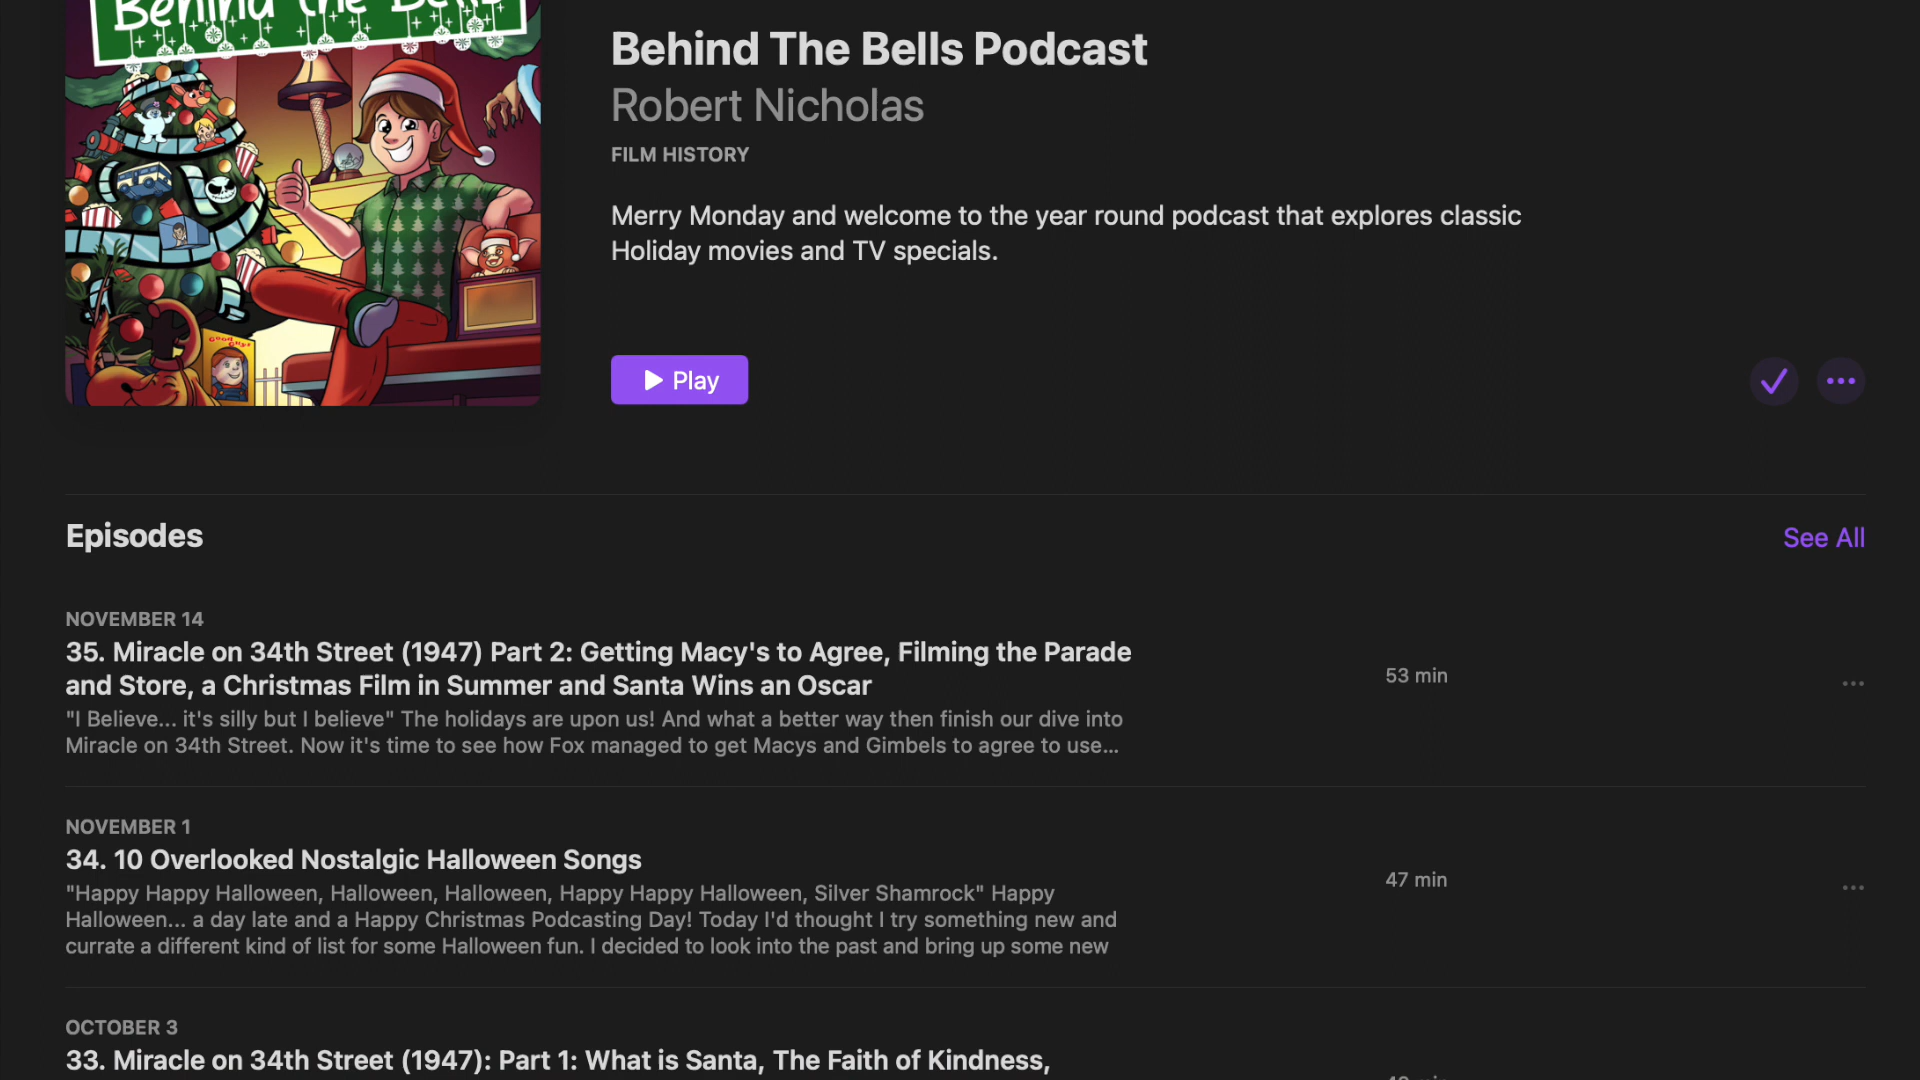 Behind the Bells
Behind The Bells Podcast
Robert Nicholas
FILM HISTORY
Merry Monday and welcome to the year round podcast that explores classic
Holiday movies and TV specials.
GOOD GUYS
Play
Episodes
See All
NOVEMBER 14
35. Miracle on 34th Street (1947) Part 2: Getting Macy's to Agree, Filming the Parade
and Store, a Christmas Film in Summer and Santa Wins an Oscar
53 min
"I Believe... it's silly but I believe" The holidays are upon us! And what a better way then finish our dive into
Miracle on 34th Street. Now it's time to see how Fox managed to get Macys and Gimbels to agree to use...
NOVEMBER 1
34. 10 Overlooked Nostalgic Halloween Songs
47 min
"Happy Happy Halloween, Halloween, Halloween, Happy Happy Halloween, Silver Shamrock" Happy
Halloween... a day late and a Happy Christmas Podcasting Day! Today I'd thought I try something new and
currate a different kind of list for some Halloween fun. I decided to look into the past and bring up some new
OCTOBER 3
33. Miracle on 34th Street (1947): Part 1: What is Santa, The Faith of Kindness,